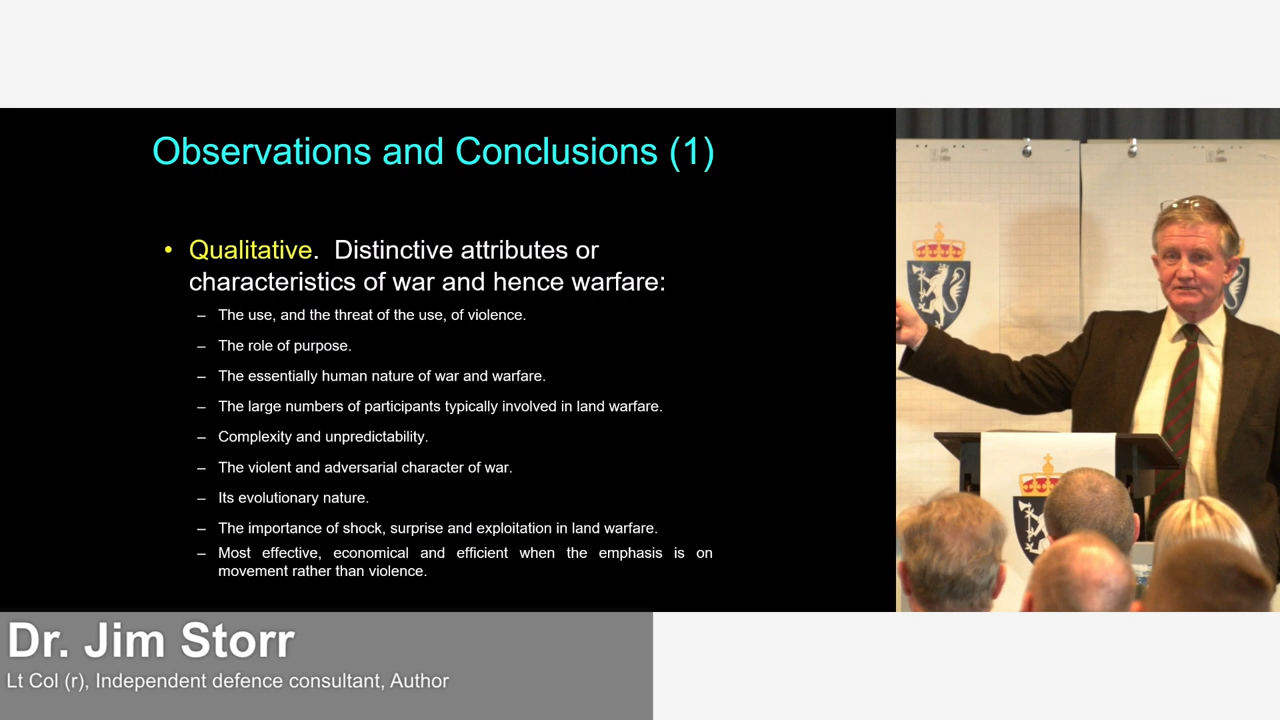 Observations and Conclusions (1)
• Qualitative. Distinctive attributes or
characteristics of war and hence warfare:
– The use, and the threat of the use, of violence.
– The role of purpose.
– The essentially human nature of war and warfare.
– The large numbers of participants typically involved in land warfare.
– Complexity and unpredictability.
– The violent and adversarial character of war.
– Its evolutionary nature.
– The importance of shock, surprise and exploitation in land warfare.
– Most effective, economical and efficient when the emphasis is on
movement rather than violence.
Dr. Jim Storr
Lt Col (r), Independent defence consultant, Author